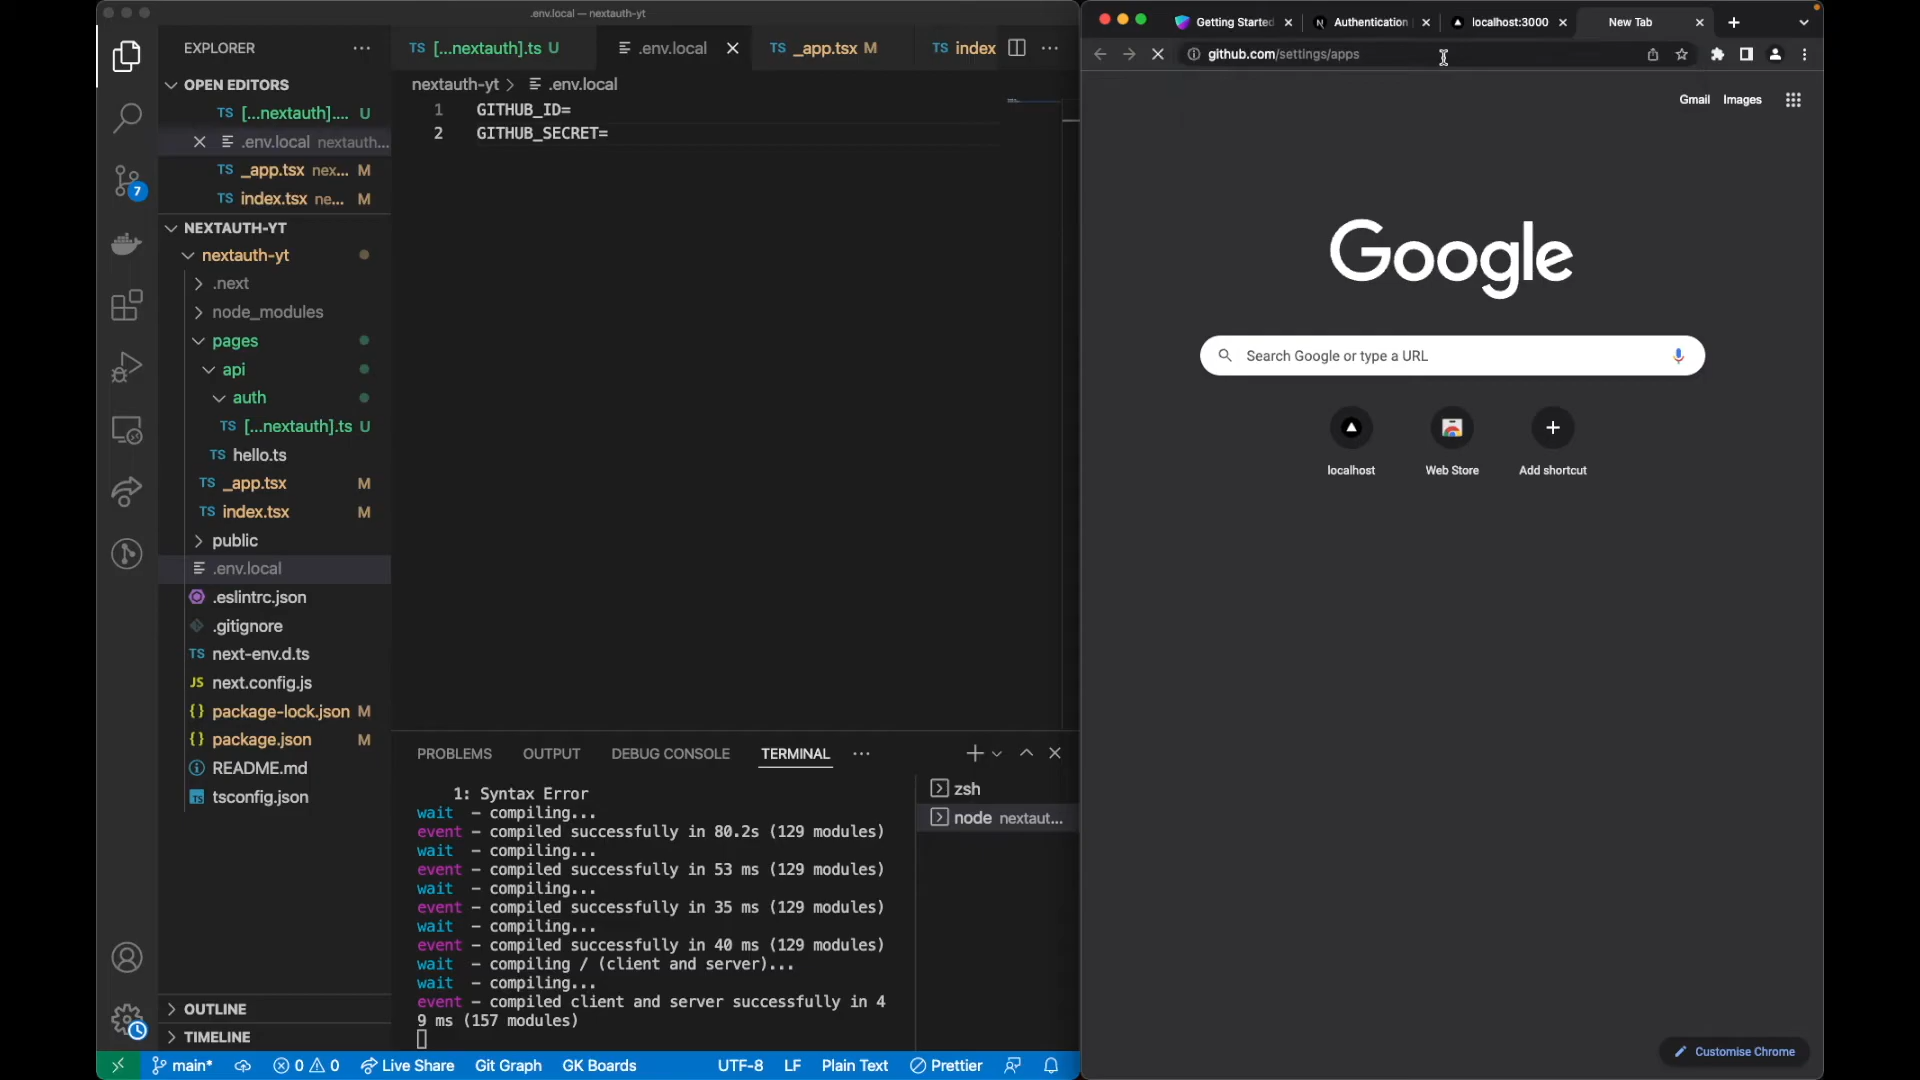 .env.local — nextauth-yt
EXPLORER
OPEN EDITORS
TS [...nextauth].... U
.env.local nextauth...
TS _app.tsx nex... M
TS index.tsx ne... M
NEXTAUTH-YT
nextauth-yt
.next
node_modules
pages
api
auth
TS [...nextauth].ts U
TS hello.ts
TS _app.tsx M
TS index.tsx M
public
.env.local
.eslintrc.json
.gitignore
TS next-env.d.ts
JS next.config.js
{} package-lock.json M
{} package.json M
README.md
TS tsconfig.json
OUTLINE
TIMELINE
7
TS [...nextauth].ts U
.env.local
TS _app.tsx M
TS index
nextauth-yt > .env.local
1 GITHUB_ID=
2 GITHUB_SECRET=
PROBLEMS OUTPUT DEBUG CONSOLE TERMINAL
1: Syntax Error
wait – compiling...
event – compiled successfully in 80.2s (129 modules)
wait – compiling...
event – compiled successfully in 53 ms (129 modules)
wait – compiling...
event – compiled successfully in 35 ms (129 modules)
wait – compiling...
event – compiled successfully in 40 ms (129 modules)
wait – compiling / (client and server)...
wait – compiling...
event – compiled client and server successfully in 4
9 ms (157 modules)
zsh
node nextaut...
main* 0 0 Live Share Git Graph GK Boards UTF-8 LF Plain Text Prettier
Getting Started
Authentication
localhost:3000
New Tab
github.com/settings/apps
Gmail Images
Google
Search Google or type a URL
localhost
Web Store
Add shortcut
Customise Chrome